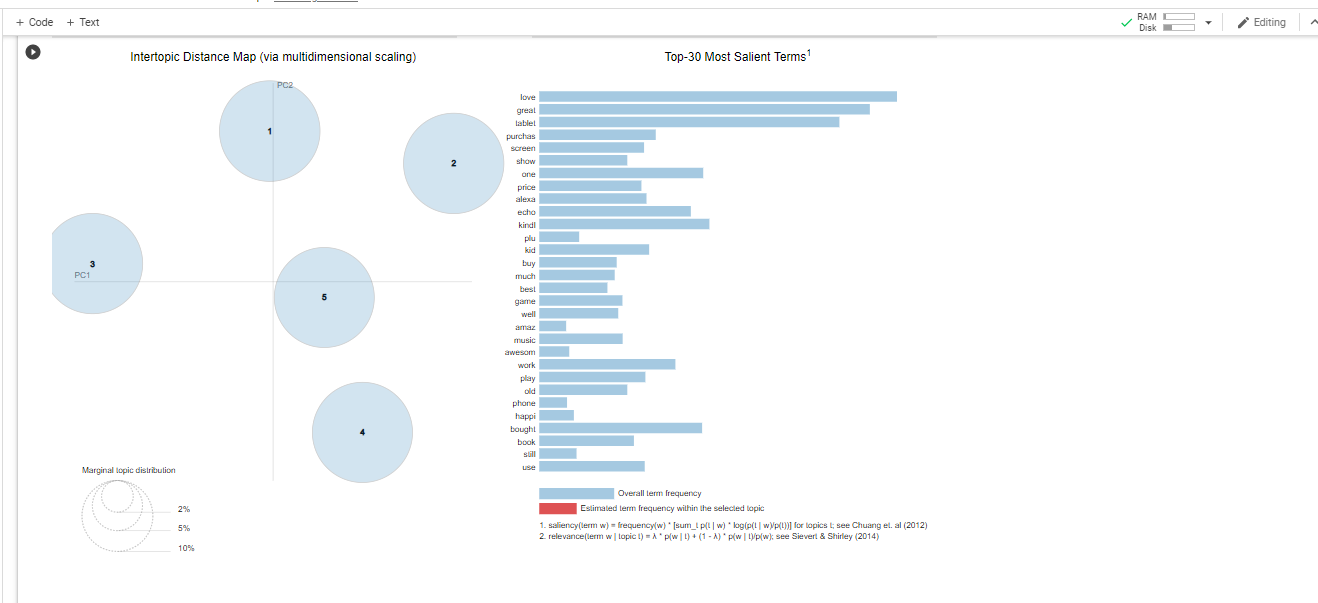 + Code + Text
RAM
Disk
Editing
Intertopic Distance Map (via multidimensional scaling)
PC2
1
2
3
PC1
5
4
Marginal topic distribution
2%
5%
10%
Top-30 Most Salient Terms1
love
great
tablet
purchas
screen
show
one
price
alexa
echo
kindl
plu
kid
buy
much
best
game
well
amaz
music
awesom
work
play
old
phone
happi
bought
book
still
use
Overall term frequency
Estimated term frequency within the selected topic
1. saliency(term w) = frequency(w) * [sum_t p(t | w) * log(p(t | w)/p(t))] for topics t; see Chuang et. al (2012)
2. relevance(term w | topic t) = λ * p(w | t) + (1 - λ) * p(w | t)/p(w); see Sievert & Shirley (2014)